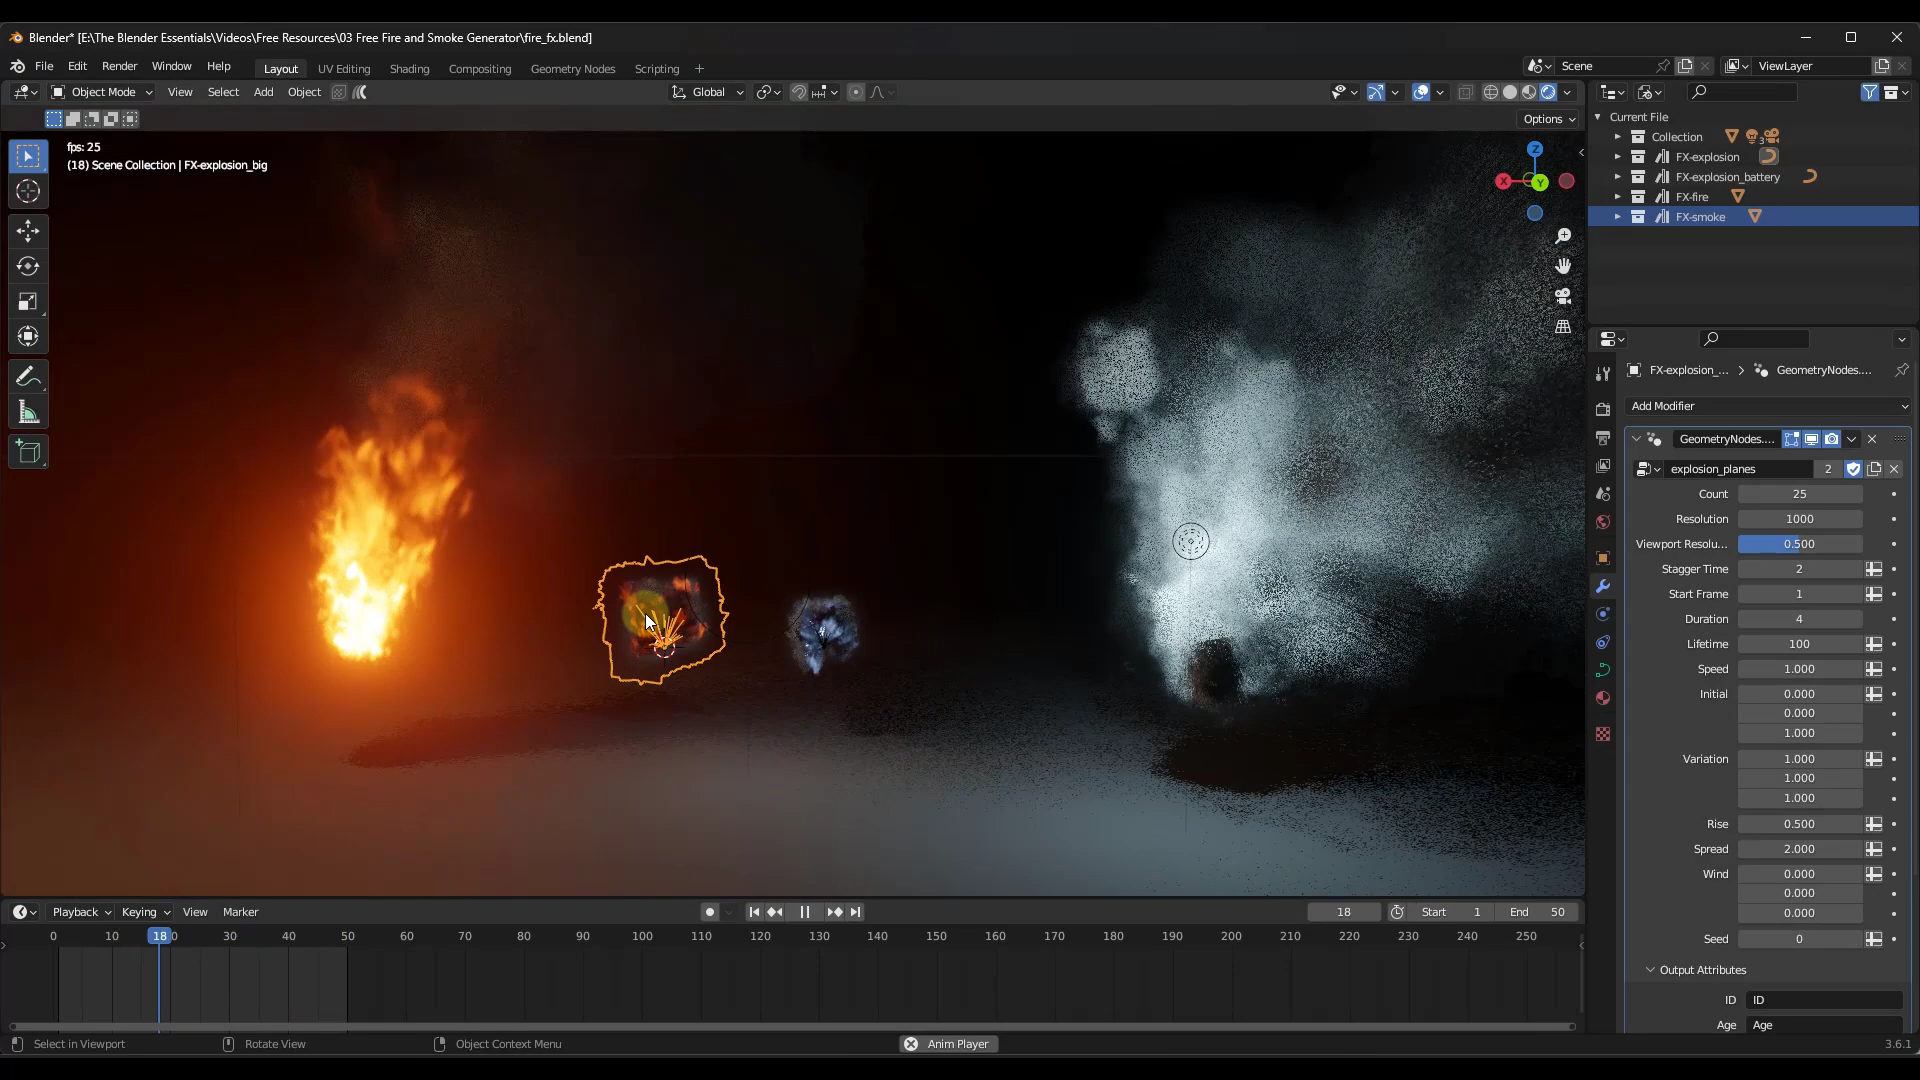 Blender* [E:\The Blender Essentials\Videos\Free Resources\03 Free Fire and Smoke Generator\fire_fx.blend]
File Edit Render Window Help Layout UV Editing Shading Compositing Geometry Nodes Scripting + Scene ViewLayer
Object Mode View Select Add Object Global
Options
fps: 25
(18) Scene Collection | FX-explosion_big
Z
X
Y
Current File
Collection 3
FX-explosion
FX-explosion_battery
FX-fire
FX-smoke
FX-explosion_... > GeometryNodes....
Add Modifier
GeometryNodes....
explosion_planes 2
Count 25
Resolution 1000
Viewport Resolu... 0.500
Stagger Time 2
Start Frame 1
Duration 4
Lifetime 100
Speed 1.000
Initial 0.000
0.000
1.000
Variation 1.000
1.000
1.000
Rise 0.500
Spread 2.000
Wind 0.000
0.000
0.000
Seed 0
Output Attributes
ID ID
Age Age
Playback Keying View Marker 18 Start 1 End 50
0 10 18 0 30 40 50 60 70 80 90 100 110 120 130 140 150 160 170 180 190 200 210 220 230 240 250
Select in Viewport Rotate View Object Context Menu Anim Player 3.6.1